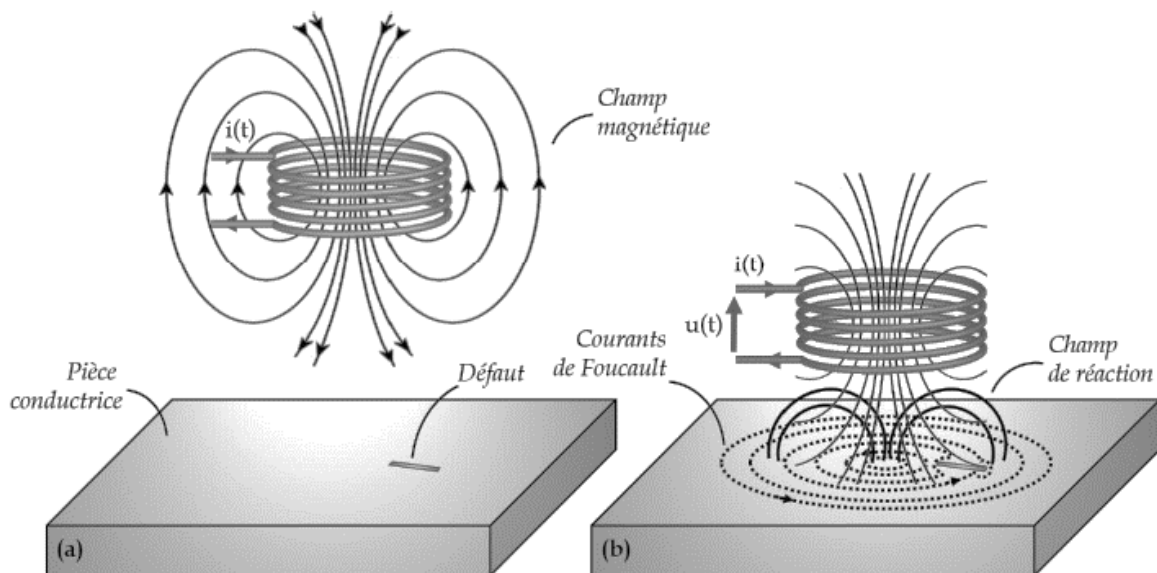 Champ
magnétique
i(t)
Pièce
conductrice
Défaut
(a)
i(t)
u(t)
Courants
de Foucault
Champ
de réaction
(b)